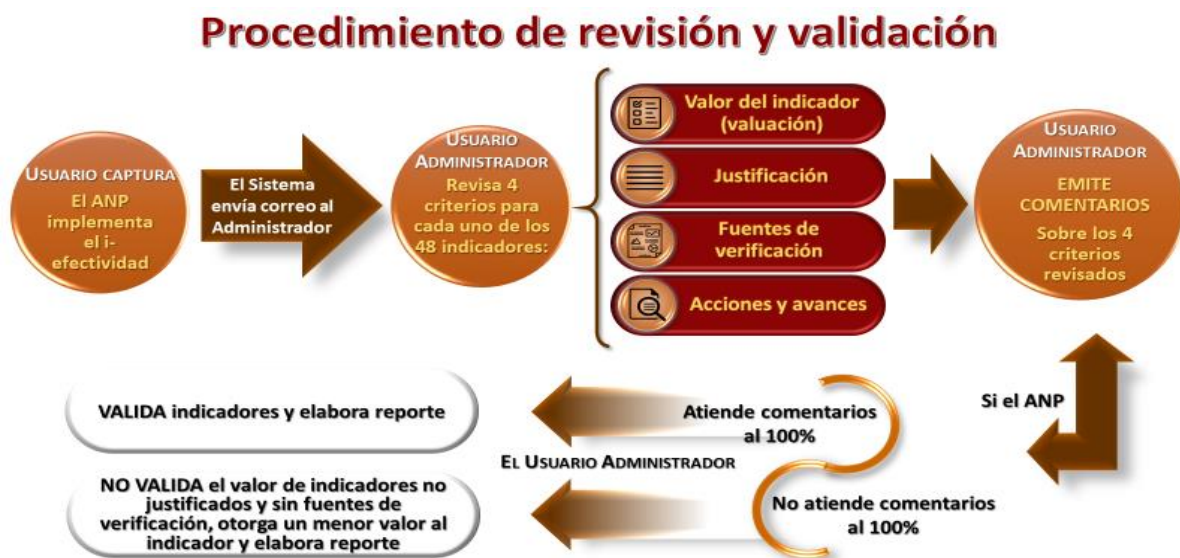 Procedimiento de revisión y validación
USUARIO CAPTURA
El ANP
implementa
el i-
efectividad
El Sistema
envía correo al
Administrador
USUARIO
ADMINISTRADOR
Revisa 4
criterios para
cada uno de los
48 indicadores:
Valor del indicador
(valuación)
Justificación
Fuentes de
verificación
Acciones y avances
USUARIO
ADMINISTRADOR
EMITE
COMENTARIOS
Sobre los 4
criterios
revisados
Si el ANP
Atiende comentarios
al 100%
No atiende comentarios
al 100%
EL USUARIO ADMINISTRADOR
VALIDA indicadores y elabora reporte
NO VALIDA el valor de indicadores no
justificados y sin fuentes de
verificación, otorga un menor valor al
indicador y elabora reporte